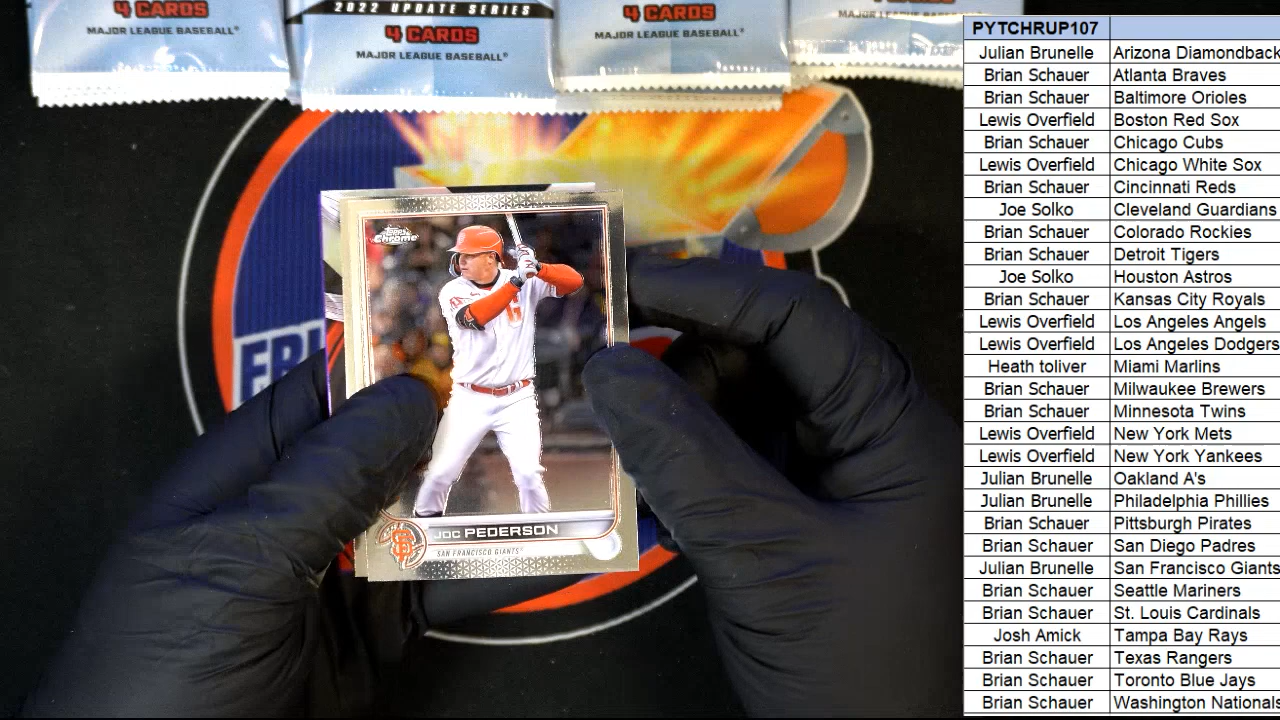 4 CARDS
MAJOR LEAGUE BASEBALL®
2022 UPDATE SERIES
4 CARDS
MAJOR LEAGUE BASEBALL®
4 CARDS
MAJOR LEAGUE BASEBALL®
MAJOR LEAGUE
Topps
Chrome
JOC PEDERSON
SF
SAN FRANCISCO GIANTS®
PYTCHRUP107
Julian Brunelle Arizona Diamondback
Brian Schauer Atlanta Braves
Brian Schauer Baltimore Orioles
Lewis Overfield Boston Red Sox
Brian Schauer Chicago Cubs
Lewis Overfield Chicago White Sox
Brian Schauer Cincinnati Reds
Joe Solko Cleveland Guardians
Brian Schauer Colorado Rockies
Brian Schauer Detroit Tigers
Joe Solko Houston Astros
Brian Schauer Kansas City Royals
Lewis Overfield Los Angeles Angels
Lewis Overfield Los Angeles Dodgers
Heath toliver Miami Marlins
Brian Schauer Milwaukee Brewers
Brian Schauer Minnesota Twins
Lewis Overfield New York Mets
Lewis Overfield New York Yankees
Julian Brunelle Oakland A's
Julian Brunelle Philadelphia Phillies
Brian Schauer Pittsburgh Pirates
Brian Schauer San Diego Padres
Julian Brunelle San Francisco Giants
Brian Schauer Seattle Mariners
Brian Schauer St. Louis Cardinals
Josh Amick Tampa Bay Rays
Brian Schauer Texas Rangers
Brian Schauer Toronto Blue Jays
Brian Schauer Washington Nationals